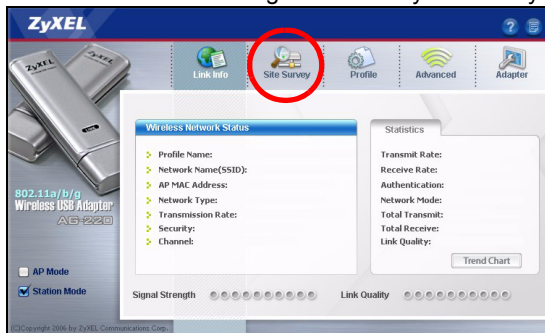 ZyXEL
Link Info
Site Survey
Profile
Advanced
Adapter
Wireless Network Status
Profile Name:
Network Name(SSID):
AP MAC Address:
Network Type:
Transmission Rate:
Security:
Channel:
Statistics
Transmit Rate:
Receive Rate:
Authentication:
Network Mode:
Total Transmit:
Total Receive:
Link Quality:
Trend Chart
802.11a/b/g
Wireless USB Adapter
AG-220
AP Mode
Station Mode
Signal Strength
Link Quality
(C)Copyright 2006 by ZyXEL Communications Corp.